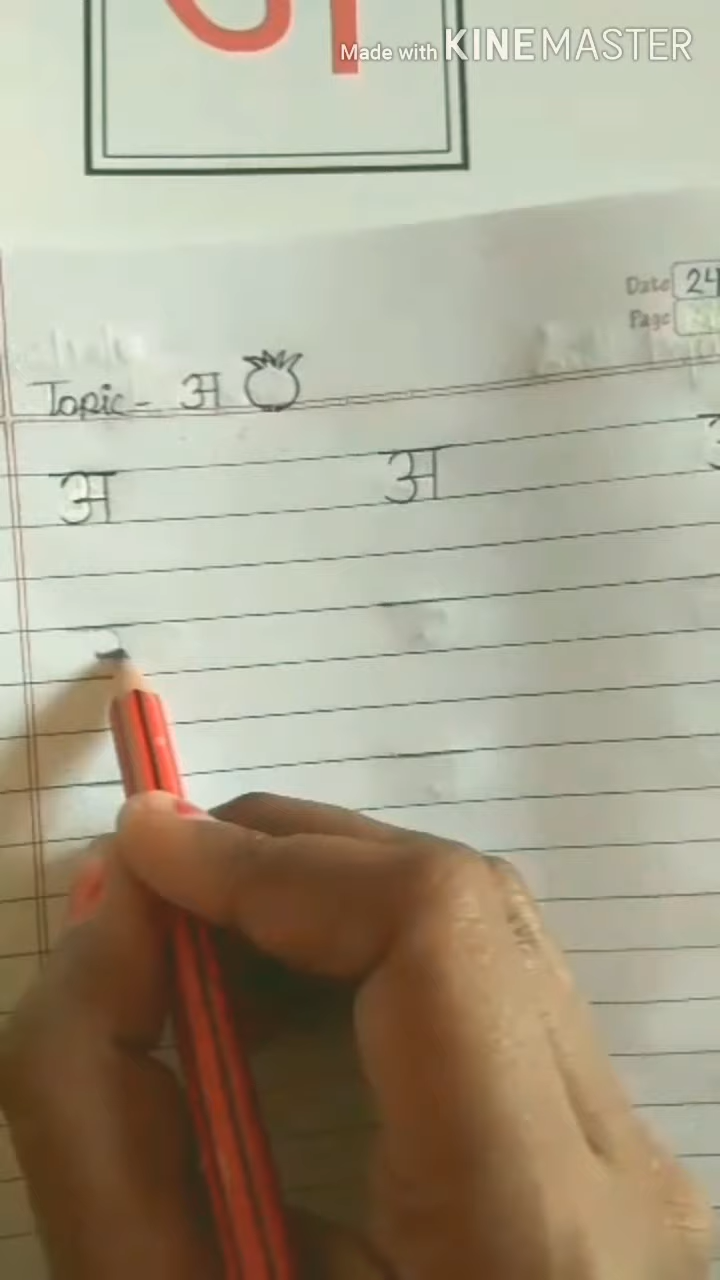 अ
Made with KINEMASTER
Date 24
Page
Topic - अ
अ अ